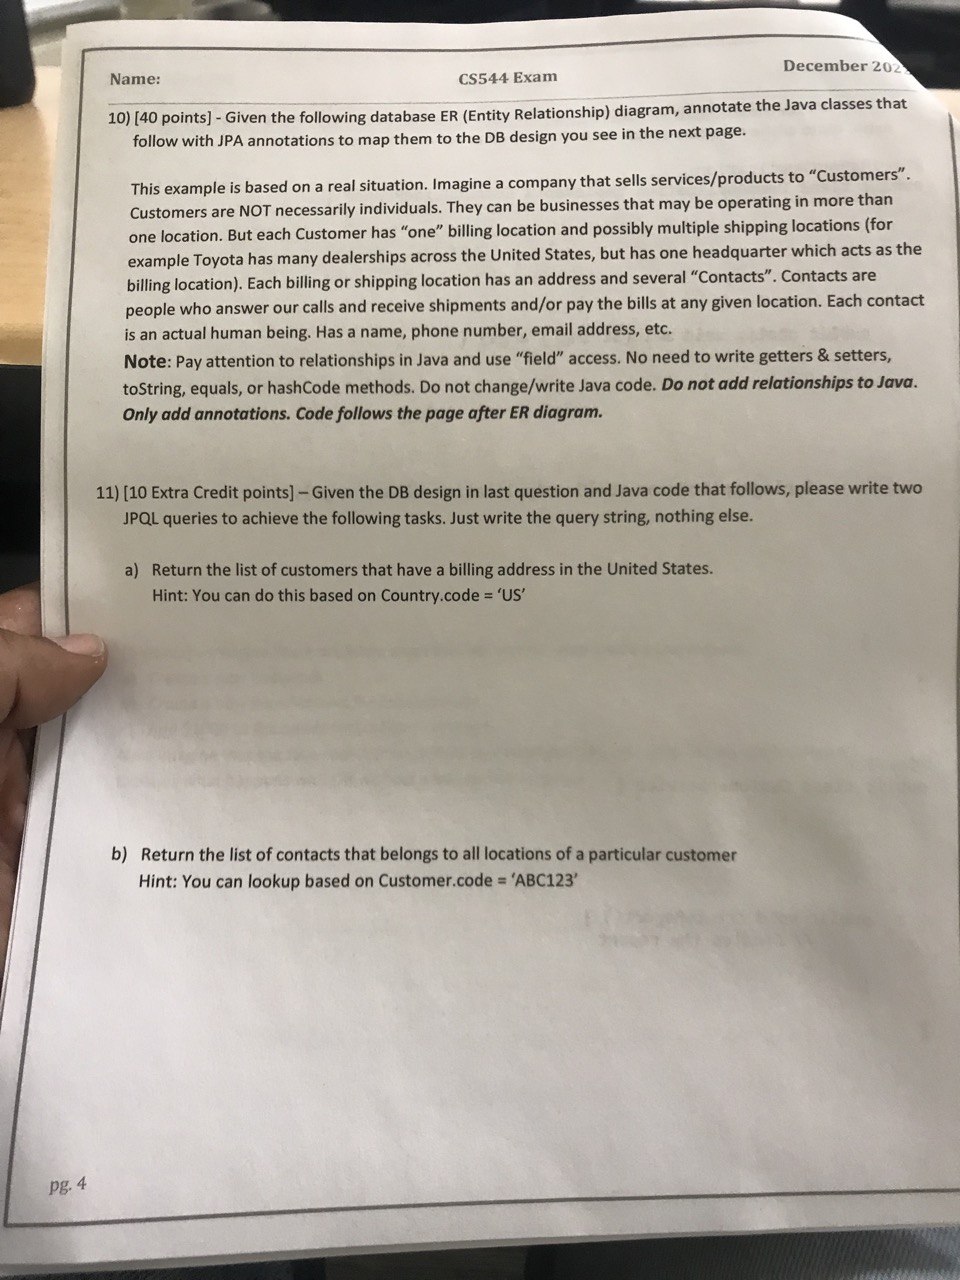 Name:
CS544 Exam
December 202
10) [40 points] - Given the following database ER (Entity Relationship) diagram, annotate the Java classes that
follow with JPA annotations to map them to the DB design you see in the next page.
This example is based on a real situation. Imagine a company that sells services/products to “Customers”.
Customers are NOT necessarily individuals. They can be businesses that may be operating in more than
one location. But each Customer has “one” billing location and possibly multiple shipping locations (for
example Toyota has many dealerships across the United States, but has one headquarter which acts as the
billing location). Each billing or shipping location has an address and several “Contacts”. Contacts are
people who answer our calls and receive shipments and/or pay the bills at any given location. Each contact
is an actual human being. Has a name, phone number, email address, etc.
Note: Pay attention to relationships in Java and use “field” access. No need to write getters & setters,
toString, equals, or hashCode methods. Do not change/write Java code. Do not add relationships to Java.
Only add annotations. Code follows the page after ER diagram.
11) [10 Extra Credit points] – Given the DB design in last question and Java code that follows, please write two
JPQL queries to achieve the following tasks. Just write the query string, nothing else.
a) Return the list of customers that have a billing address in the United States.
Hint: You can do this based on Country.code = ‘US’
b) Return the list of contacts that belongs to all locations of a particular customer
Hint: You can lookup based on Customer.code = ‘ABC123’
pg. 4